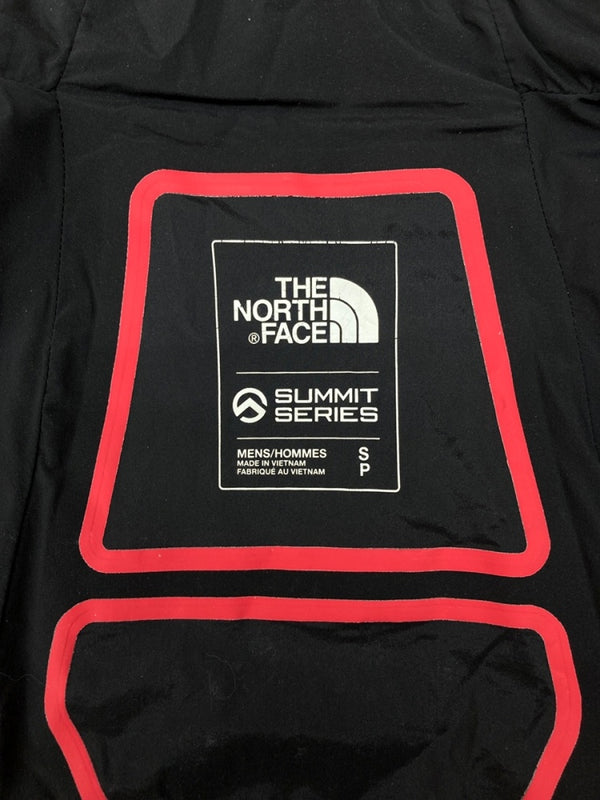 THE
NORTH
®FACE
SUMMIT
SERIES
MENS/HOMMES S
MADE IN VIETNAM P
FABRIQUÉ AU VIETNAM